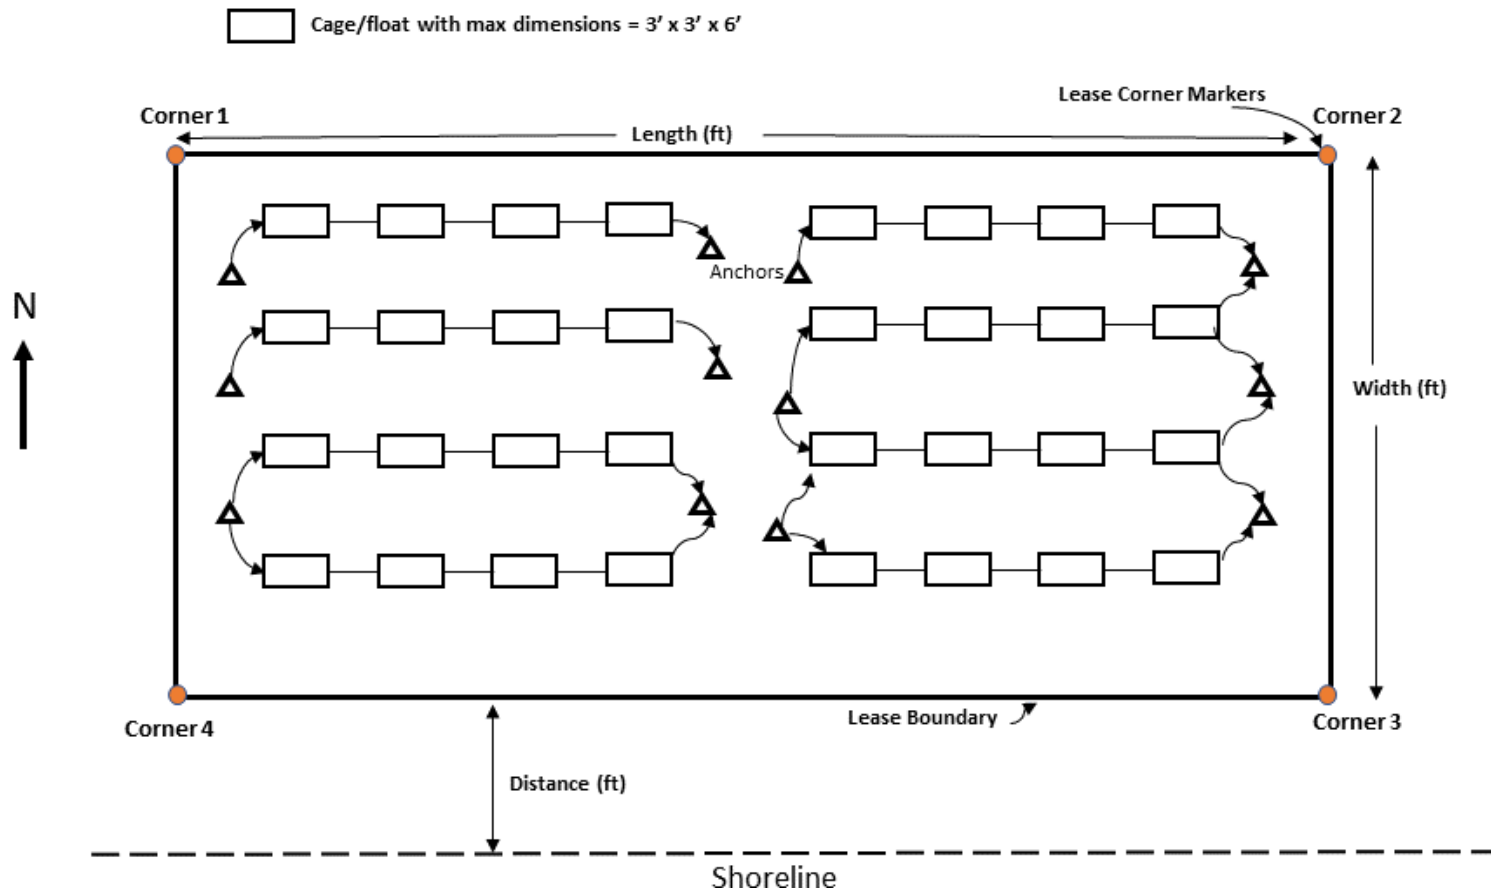 Cage/float with max dimensions = 3’ x 3’ x 6’
Lease Corner Markers
Corner 1
Corner 2
Length (ft)
Anchors
N
Width (ft)
Lease Boundary
Corner 4
Corner 3
Distance (ft)
Shoreline